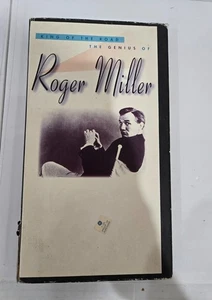 "KING OF THE ROAD"
THE GENIUS OF
Roger Miller